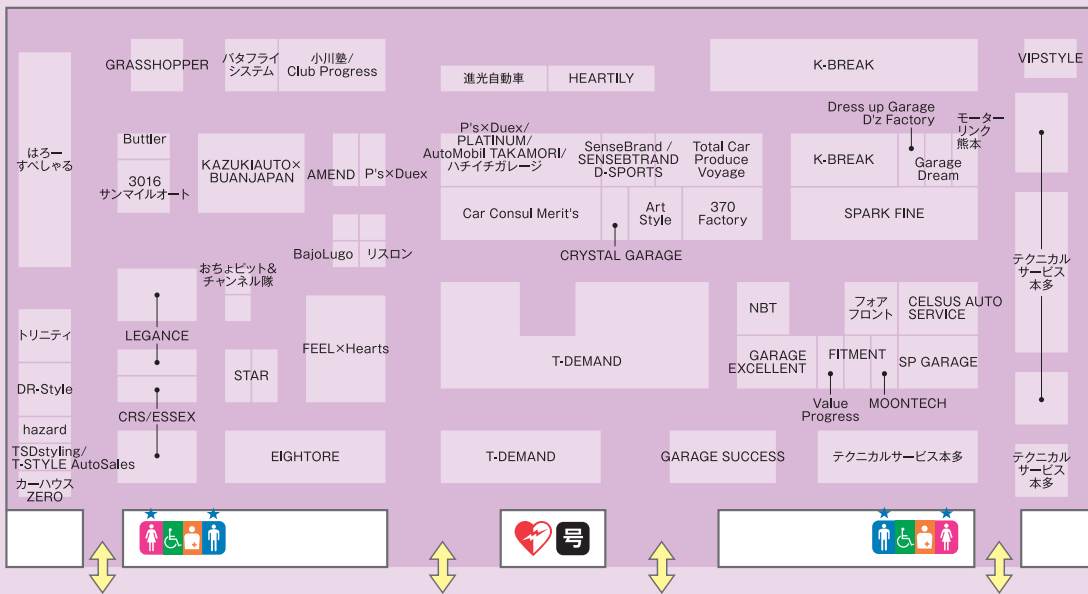 GRASSHOPPER
バタフライ
システム
小川塾/
Club Progress
進光自動車
HEARTILY
K-BREAK
VIPSTYLE
はろー
すぺしゃる
Buttler
3016
サンマイルオート
KAZUKIAUTO×
BUANJAPAN
AMEND
P's×Duex
P's×Duex/
PLATINUM/
AutoMobil TAKAMORI/
ハチイチガレージ
SenseBrand /
SENSEBTRAND
D-SPORTS
Total Car
Produce
Voyage
Dress up Garage
D'z Factory
モーター
リンク
熊本
K-BREAK
Garage
Dream
Car Consul Merit's
Art
Style
370
Factory
SPARK FINE
CRYSTAL GARAGE
BajoLugo
リスロン
おちょピット&
チャンネル隊
テクニカル
サービス
本多
LEGANCE
FEEL×Hearts
T-DEMAND
NBT
フォア
フロント
CELSUS AUTO
SERVICE
トリニティ
DR-Style
STAR
GARAGE
EXCELLENT
FITMENT
SP GARAGE
Value
Progress
MOONTECH
hazard
CRS/ESSEX
TSDstyling/
T-STYLE AutoSales
カーハウス
ZERO
EIGHTORE
T-DEMAND
GARAGE SUCCESS
テクニカルサービス本多
テクニカル
サービス
本多
号